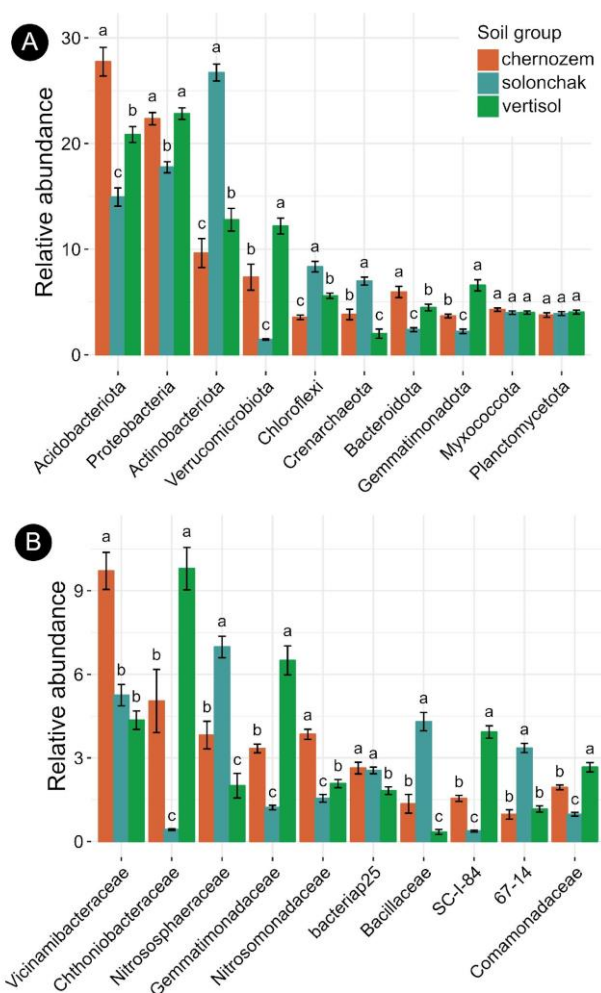 A
Soil group
chernozem
solonchak
vertisol
Relative abundance
30
20
10
0
a c b
a b a
c a b
b c a
c a b
b a c
a c b
b c a
a a a
a a a
Acidobacteriota
Proteobacteria
Actinobacteriota
Verrucomicrobiota
Chloroflexi
Crenarchaeota
Bacteroidota
Gemmatimonadota
Myxococcota
Planctomycetota
B
Relative abundance
9
6
3
0
a b b
b c a
b a c
b c a
a c b
a a b
b a c
b c a
b a b
b c a
Vicinamibacteraceae
Chthoniobacteraceae
Nitrososphaeraceae
Gemmatimonadaceae
Nitrosomonadaceae
bacteriap25
Bacillaceae
SC-I-84
67-14
Comamonadaceae